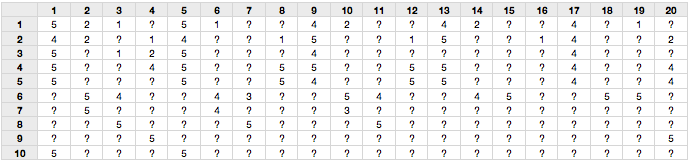 1 2 3 4 5 6 7 8 9 10 11 12 13 14 15 16 17 18 19 20
1 5 2 1 ? 5 1 ? ? 4 2 ? ? 4 2 ? ? 4 ? 1 ?
2 4 2 ? 1 4 ? ? 1 5 ? ? 1 5 ? ? 1 4 ? ? 2
3 5 ? 1 2 5 ? ? ? 4 ? ? ? ? ? ? ? 4 ? ? ?
4 5 ? ? 4 5 ? ? 5 5 ? ? 5 5 ? ? ? 4 ? ? 4
5 5 ? ? ? 5 ? ? 5 4 ? ? 5 5 ? ? ? 4 ? ? 4
6 ? 5 4 ? ? 4 3 ? ? 5 4 ? ? 4 5 ? ? 5 5 ?
7 ? 5 ? ? ? 4 ? ? ? 3 ? ? ? ? ? ? ? ? ? ?
8 ? ? 5 ? ? ? 5 ? ? ? 5 ? ? ? ? ? ? ? ? ?
9 ? ? ? 5 ? ? ? ? ? ? ? ? ? ? ? ? ? ? ? 5
10 5 ? ? ? 5 ? ? ? ? ? ? ? ? ? ? ? ? ? ? ?